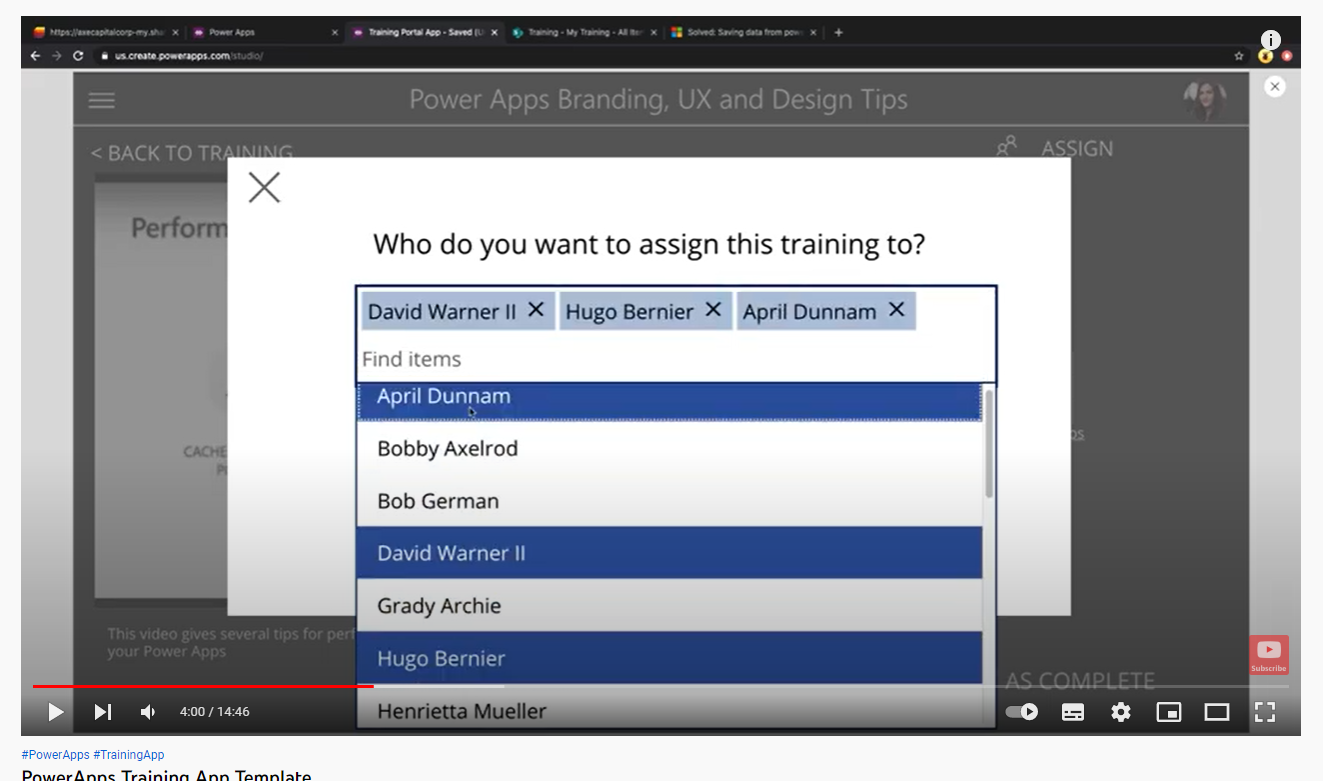 https://axecapitalcorp-my.sha
Power Apps
Training Portal App - Saved (U
Training - My Training - All Iter
Solved: Saving data from pow
us.create.powerapps.com/studio/
Power Apps Branding, UX and Design Tips
< BACK TO TRAINING
ASSIGN
Perform
Who do you want to assign this training to?
David Warner II
Hugo Bernier
April Dunnam
Find items
April Dunnam
Bobby Axelrod
Bob German
David Warner II
Grady Archie
Hugo Bernier
Henrietta Mueller
CACHE
This video gives several tips for perf
your Power Apps
Subscribe
AS COMPLETE
4:00 / 14:46
#PowerApps #TrainingApp
PowerApps Training App Template